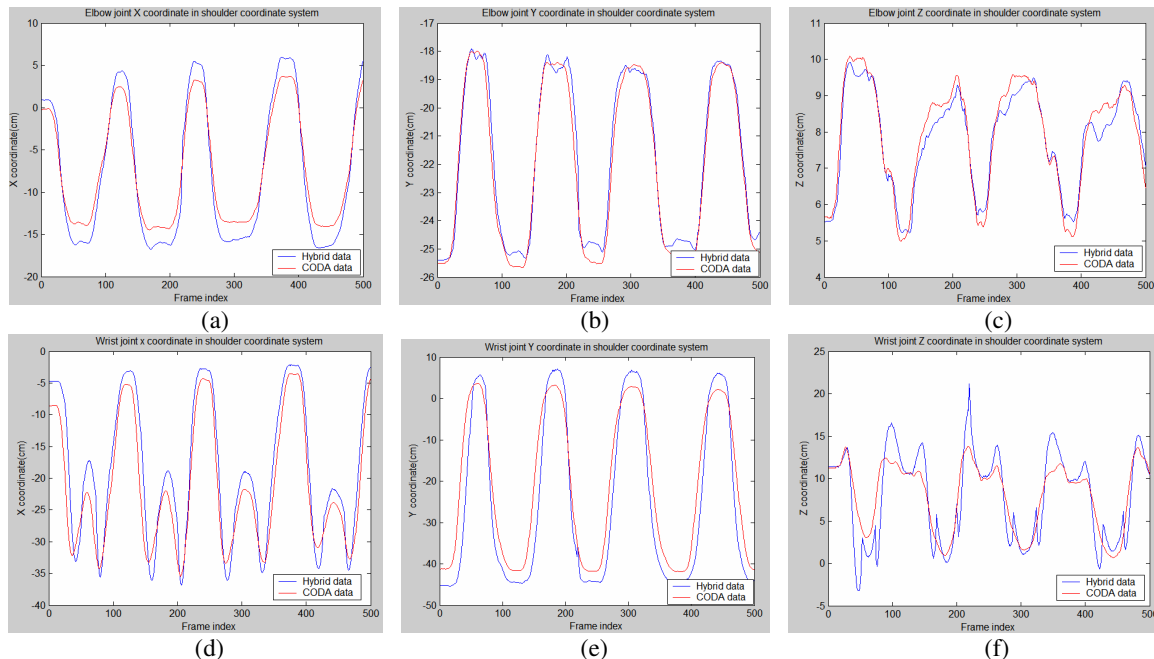 Elbow joint X coordinate in shoulder coordinate system
10
5
0
-5
-10
-15
-20
X coordinate(cm)
0 100 200 300 400 500
Frame index
Hybrid data
CODA data
(a)
Elbow joint Y coordinate in shoulder coordinate system
-17
-18
-19
-20
-21
-22
-23
-24
-25
-26
Y coordinate(cm)
0 100 200 300 400 500
Frame index
Hybrid data
CODA data
(b)
Elbow joint Z coordinate in shoulder coordinate system
11
10
9
8
7
6
5
4
Z coordinate(cm)
0 100 200 300 400 500
Frame index
Hybrid data
CODA data
(c)
Wrist joint x coordinate in shoulder coordinate system
0
-5
-10
-15
-20
-25
-30
-35
-40
X coordinate(cm)
0 100 200 300 400 500
Frame index
Hybrid data
CODA data
(d)
Wrist joint Y coordinate in shoulder coordinate system
10
0
-10
-20
-30
-40
-50
Y coordinate(cm)
0 100 200 300 400 500
Frame index
Hybrid data
CODA data
(e)
Wrist joint Z coordinate in shoulder coordinate system
25
20
15
10
5
0
-5
Z coordinate(cm)
0 100 200 300 400 500
Frame index
Hybrid data
CODA data
(f)